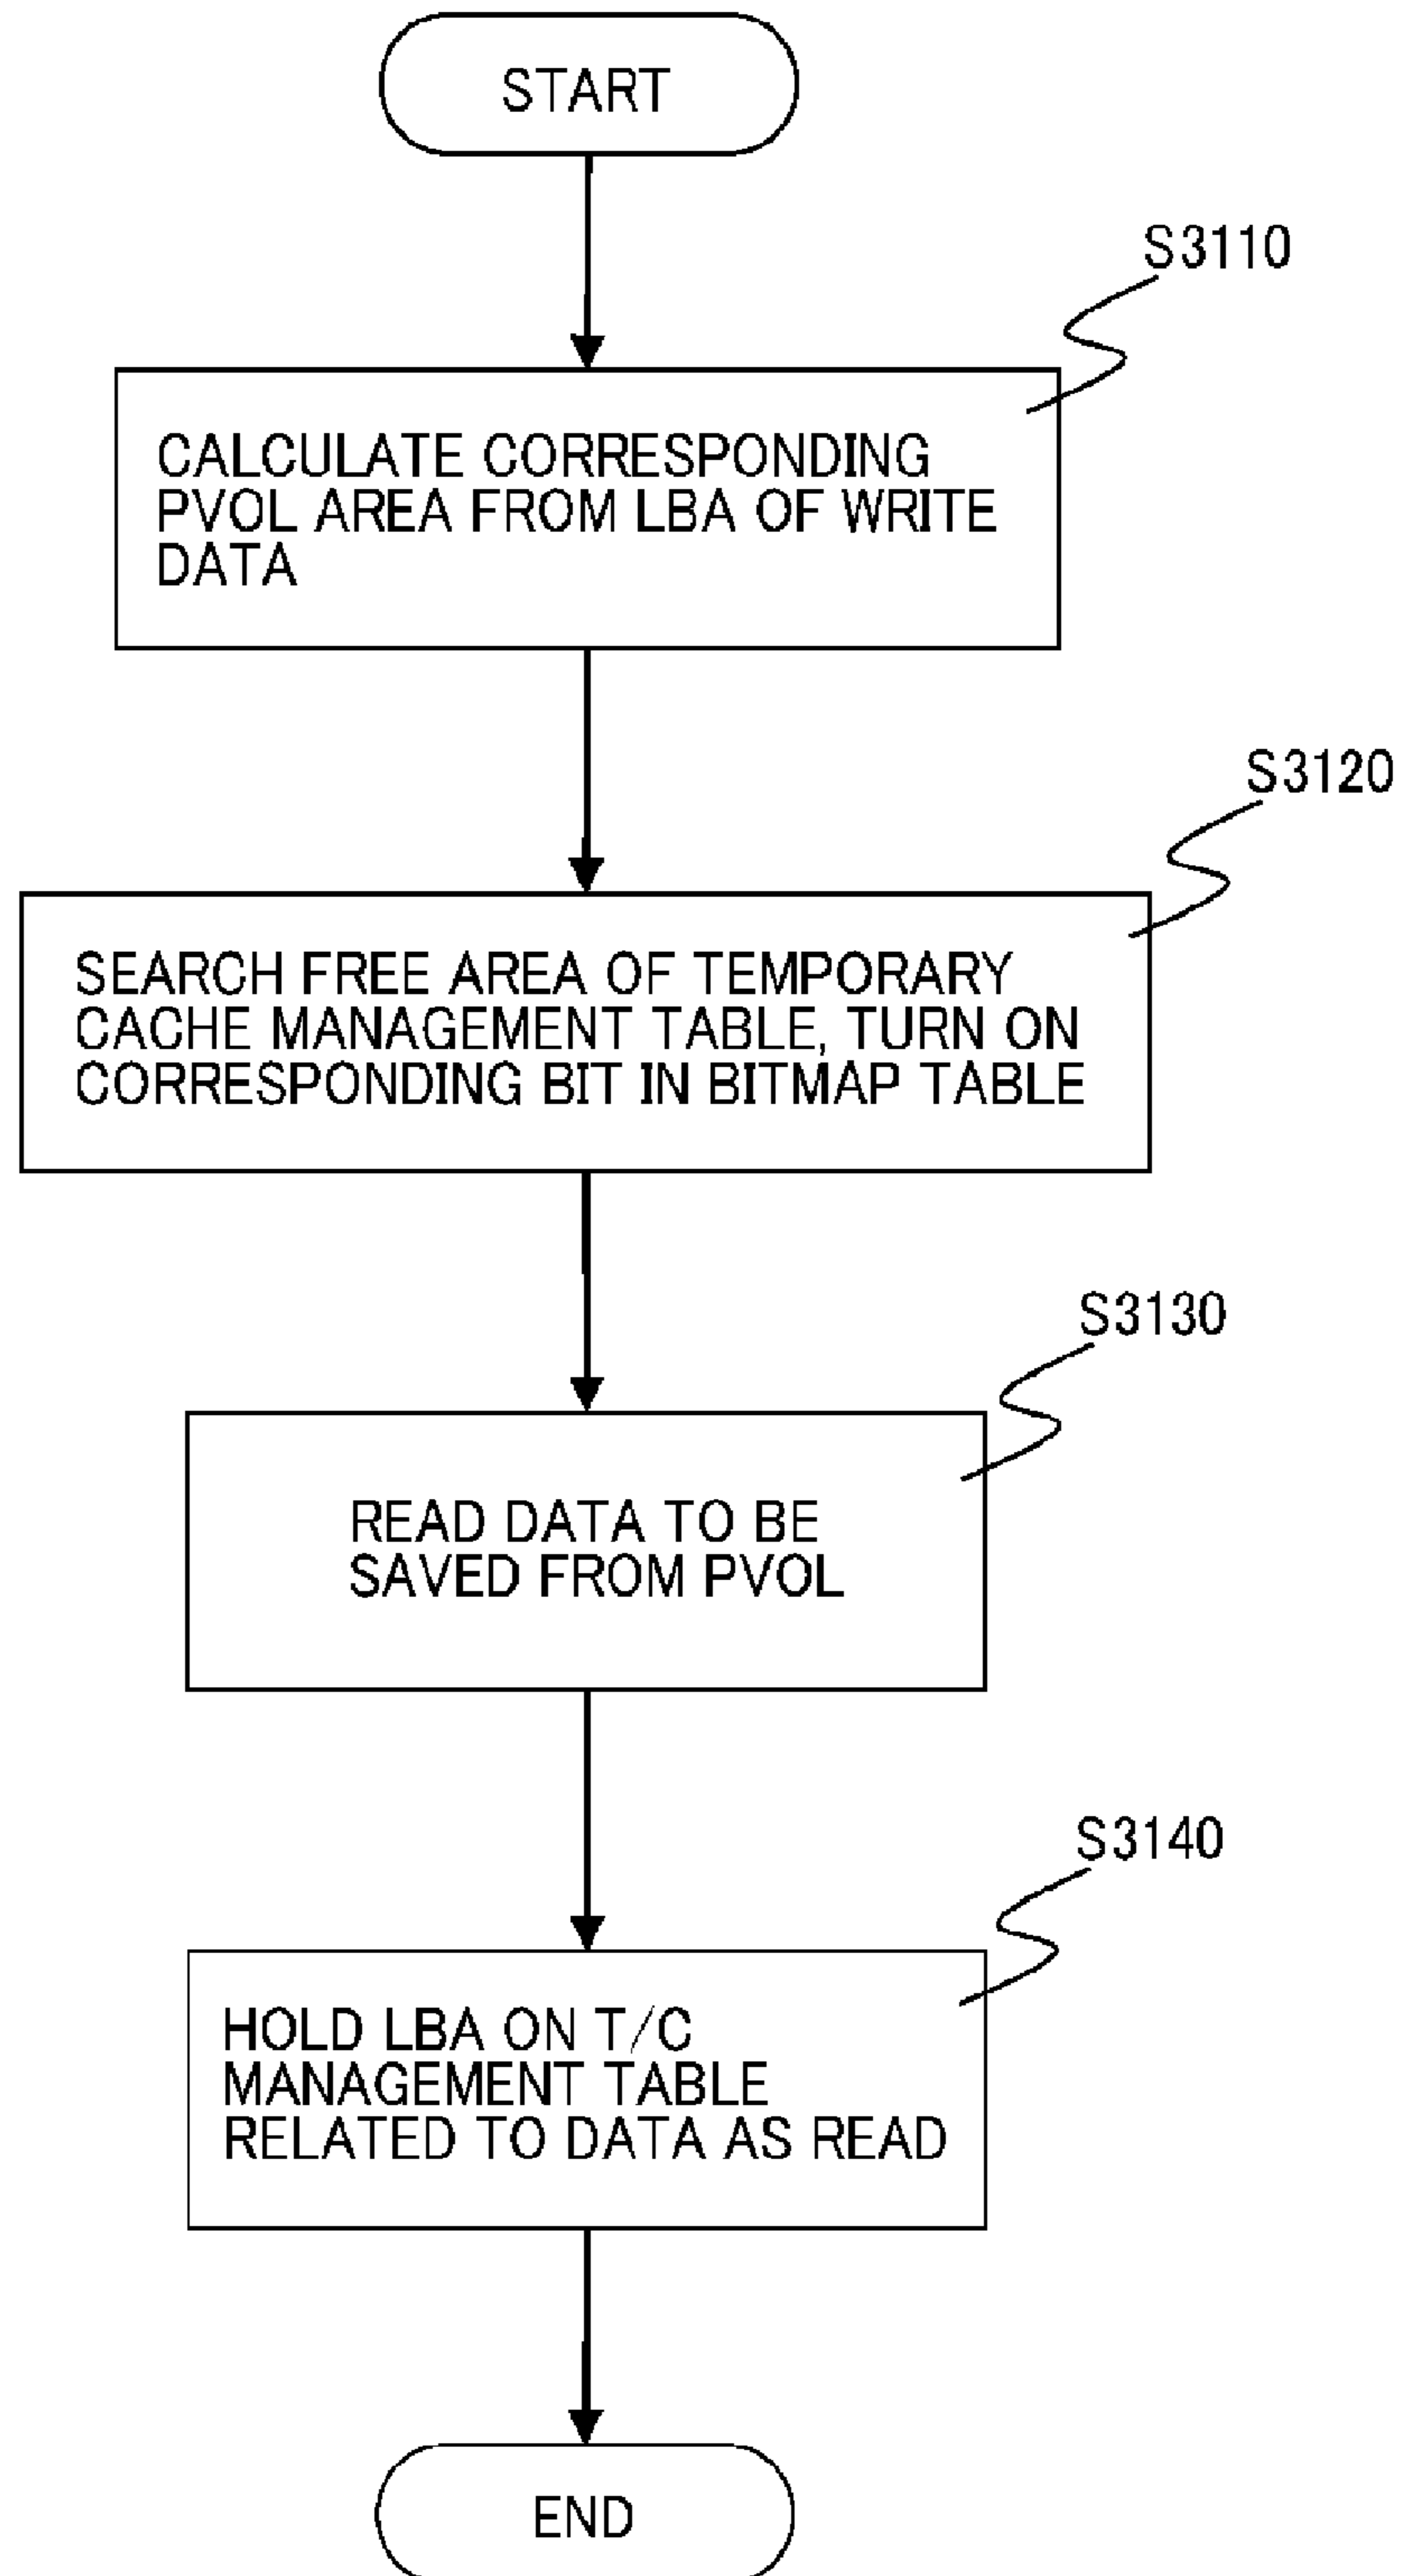 START
S3110
CALCULATE CORRESPONDING
PVOL AREA FROM LBA OF WRITE
DATA
S3120
SEARCH FREE AREA OF TEMPORARY
CACHE MANAGEMENT TABLE, TURN ON
CORRESPONDING BIT IN BITMAP TABLE
S3130
READ DATA TO BE
SAVED FROM PVOL
S3140
HOLD LBA ON T/C
MANAGEMENT TABLE
RELATED TO DATA AS READ
END